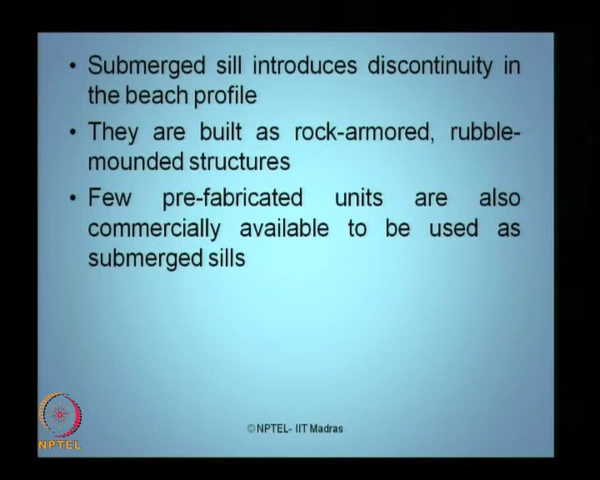 • Submerged sill introduces discontinuity in
the beach profile
• They are built as rock-armored, rubble-
mounded structures
• Few pre-fabricated units are also
commercially available to be used as
submerged sills
NPTEL
©NPTEL- IIT Madras